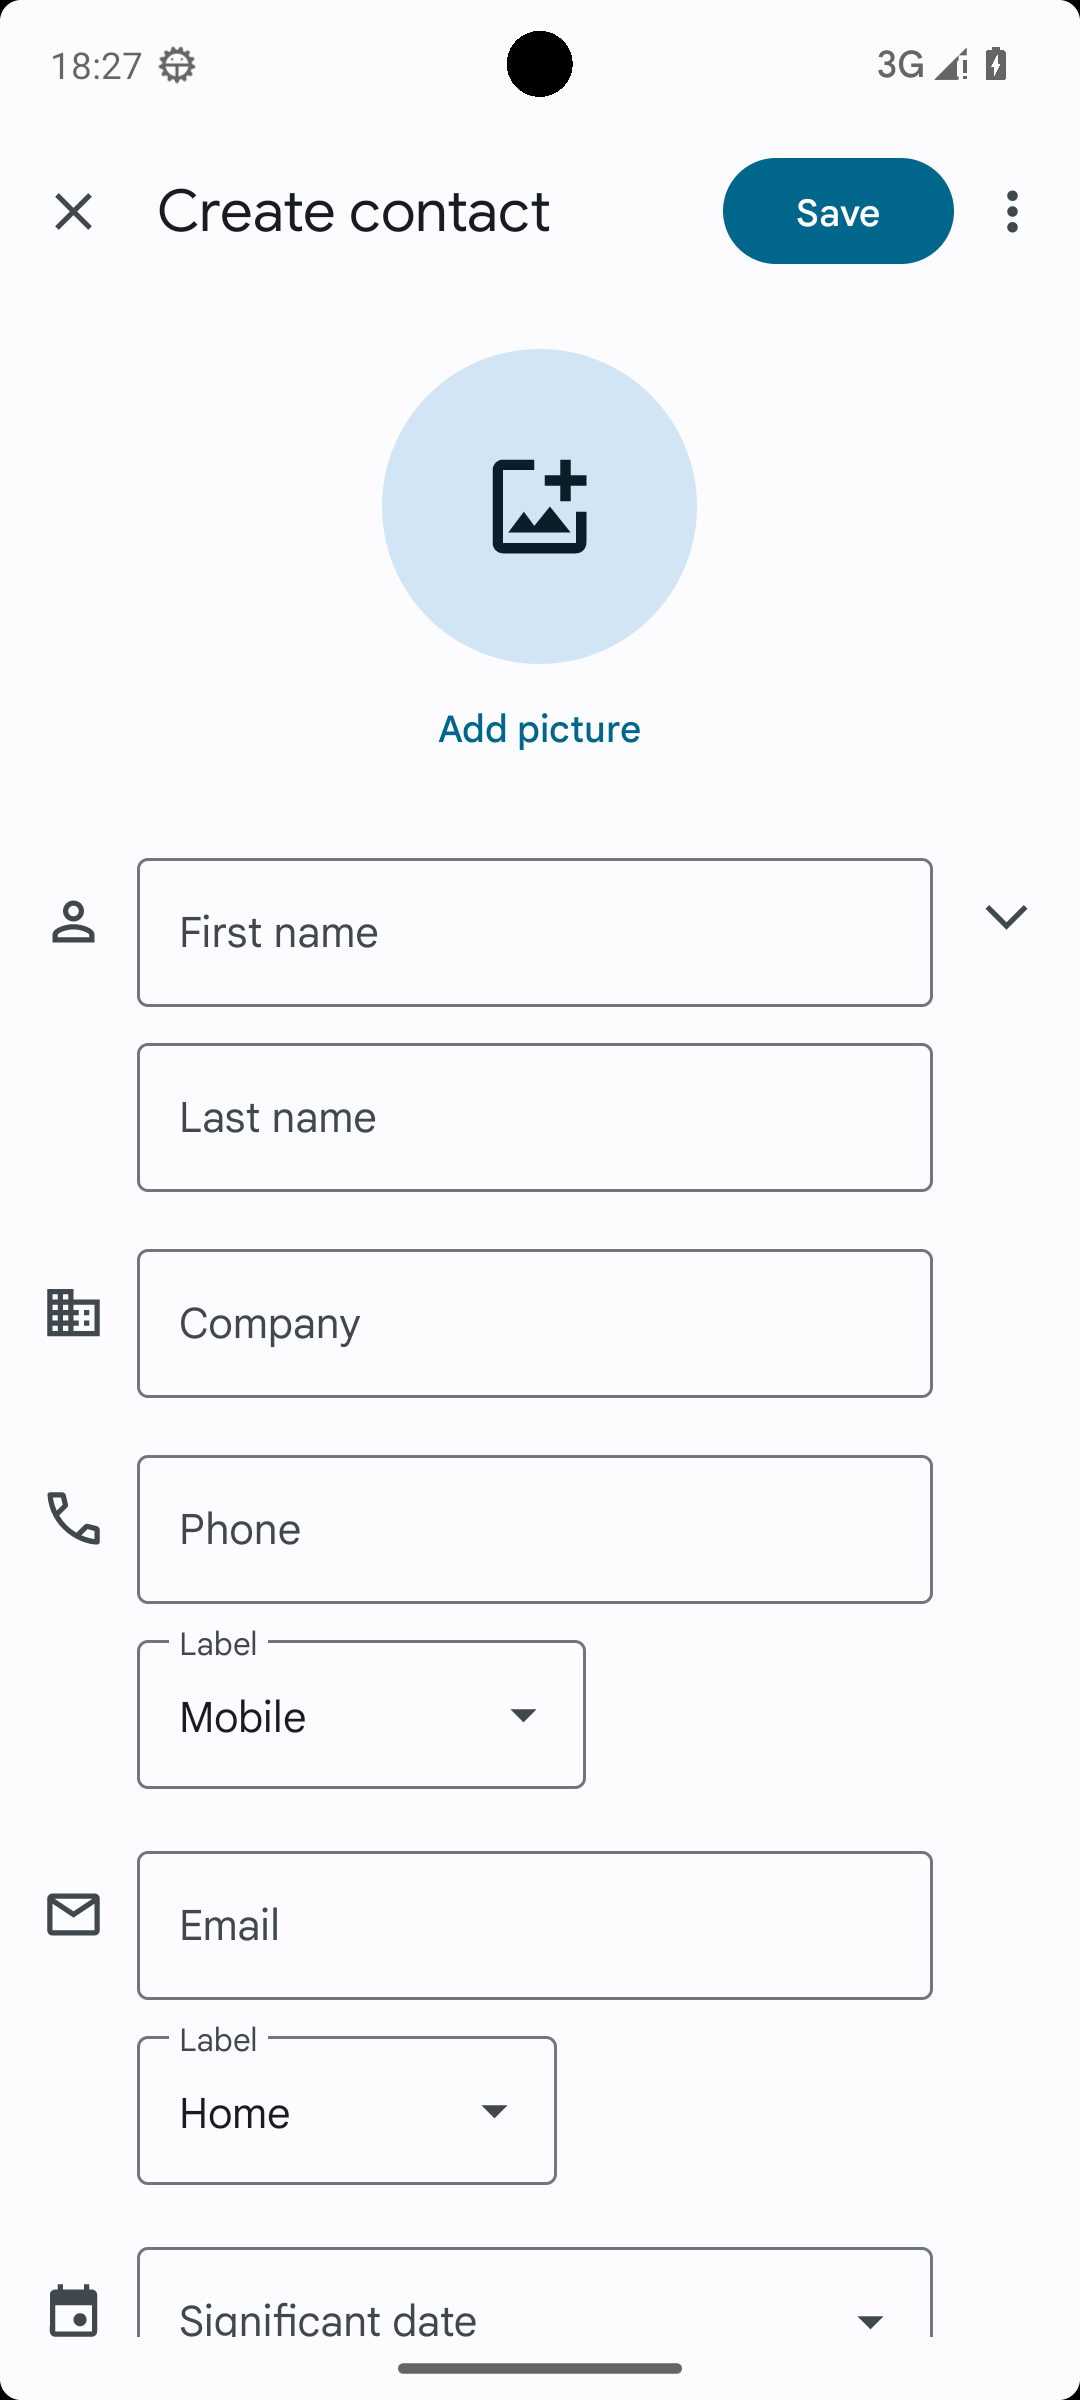 18:27
3G
Create contact
Save
Add picture
First name
Last name
Company
Phone
Label
Mobile
Email
Label
Home
Significant date